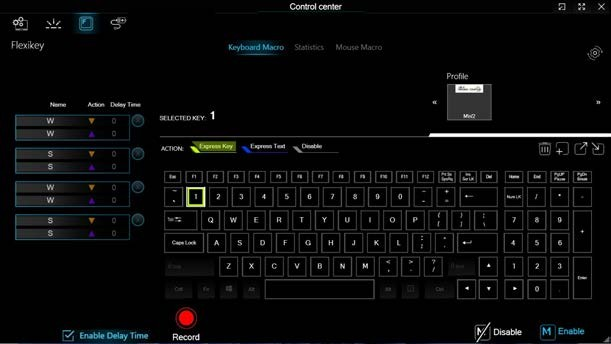 Control center
Flexikey
Keyboard Macro Statistics Mouse Macro
Profile
Name Action Delay Time
SELECTED KEY: 1
« »
W 0
W 0
S 0
S 0
W 0
W 0
S 0
S 0
ACTION: Express Key Express Text Disable
Esc F1 F2 F3 F4 F5 F6 F7 F8 F9 F10 F11 F12 Prt Sc SysRq Ins Scr LK Del Home End PgUP Pause PgDn Break
~ 1 2 3 4 5 6 7 8 9 0 - + = ← Num LK / * -
Tab Q W E R T Y U I O P { [ } ] 7 8 9 +
Caps Lock A S D F G H J K L : ; ↵ 4 5 6
Z X C V B N M < , > . ? / ▲ 1 2 3 Enter
Ctrl Fn Alt Alt Ctrl ◄ ▼ ► 0 .
Enable Delay Time
Record
M Disable
M Enable